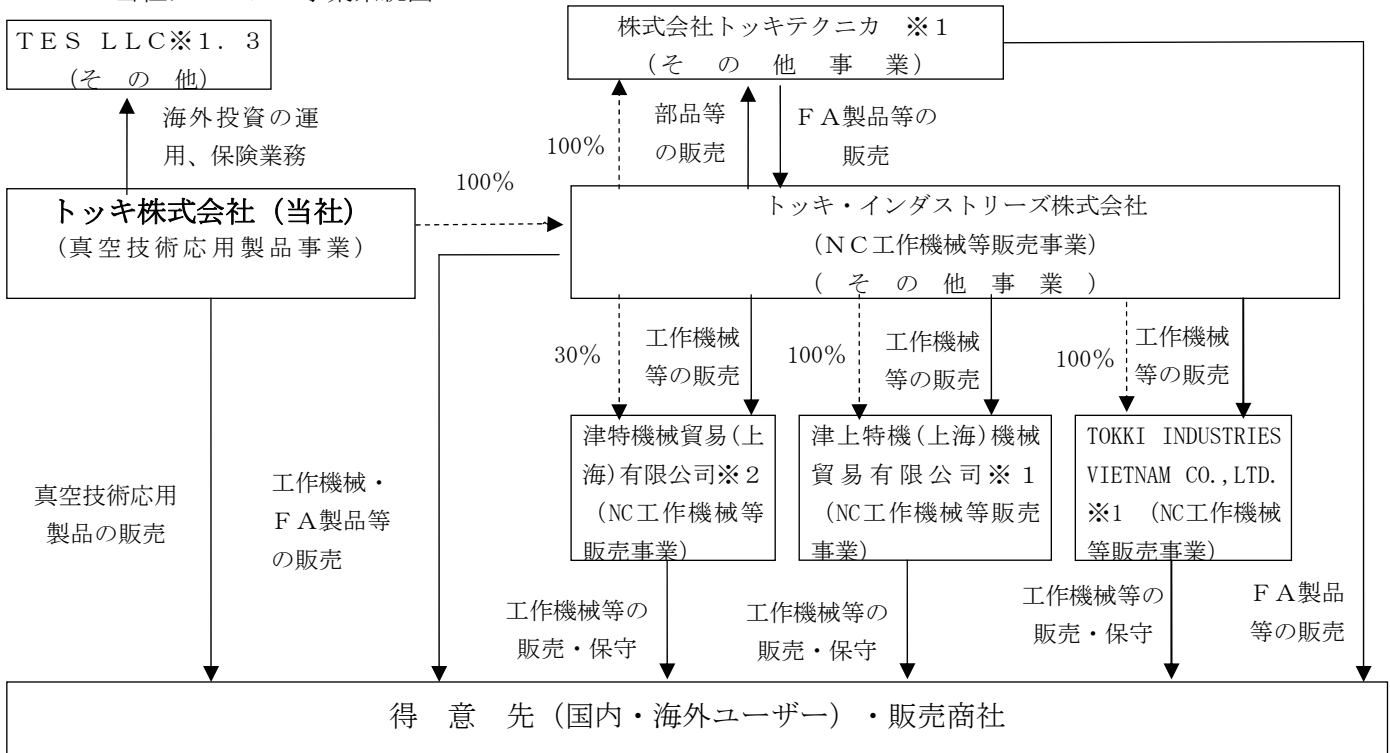 TES LLC※1.3
(そ の 他)
株式会社トッキテクニカ ※1
(そ の 他 事 業)
海外投資の運
用、保険業務
100%
部品等
の販売
FA製品等の
販売
100%
トッキ株式会社(当社)
(真空技術応用製品事業)
トッキ・インダストリーズ株式会社
(NC工作機械等販売事業)
(そ の 他 事 業)
30%
工作機械
等の販売
100%
工作機械
等の販売
100%
工作機械
等の販売
津特機械貿易(上
海)有限公司※2
(NC工作機械等
販売事業)
津上特機(上海)機械
貿易有限公司※1
(NC工作機械等販売
事業)
TOKKI INDUSTRIES
VIETNAM CO.,LTD.
※1 (NC工作機械
等販売事業)
真空技術応用
製品の販売
工作機械・
FA製品等
の販売
工作機械等の
販売・保守
工作機械等の
販売・保守
工作機械等の
販売・保守
FA製品
等の販売
得 意 先(国内・海外ユーザー)・販売商社